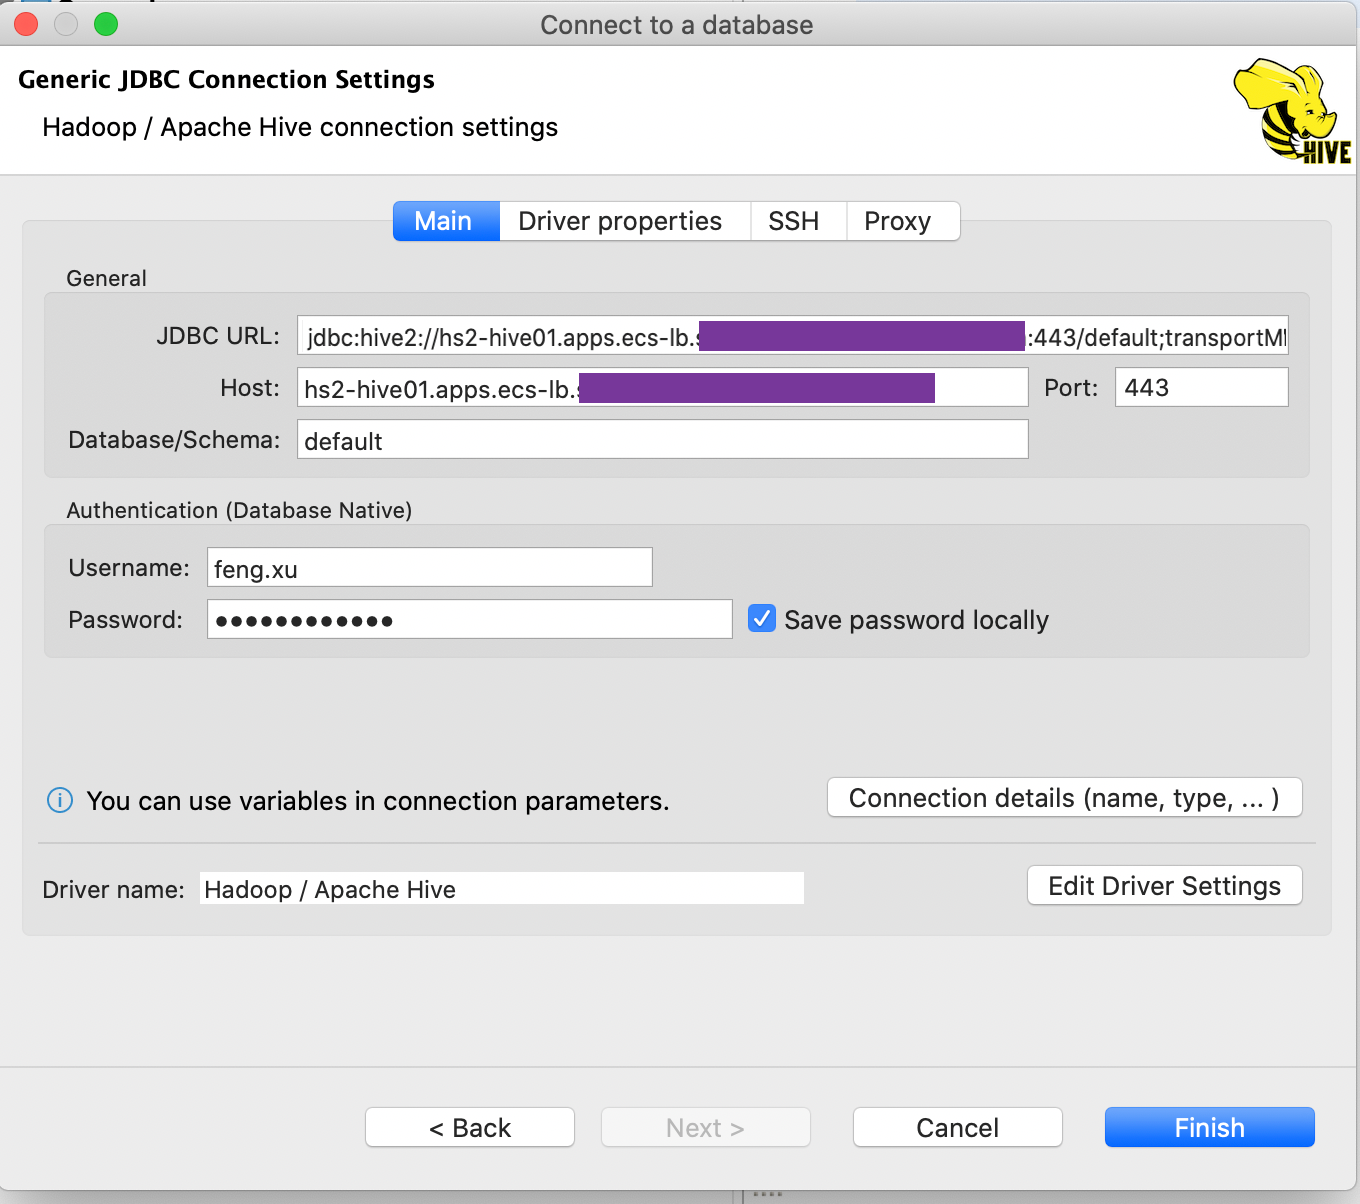 Connect to a database
Generic JDBC Connection Settings
Hadoop / Apache Hive connection settings
HIVE
Main Driver properties SSH Proxy
General
JDBC URL: jdbc:hive2://hs2-hive01.apps.ecs-lb.s :443/default;transportM
Host: hs2-hive01.apps.ecs-lb.s Port: 443
Database/Schema: default
Authentication (Database Native)
Username: feng.xu
Password: ●●●●●●●●●●●● Save password locally
You can use variables in connection parameters.
Connection details (name, type, ... )
Driver name: Hadoop / Apache Hive
Edit Driver Settings
< Back Next > Cancel Finish